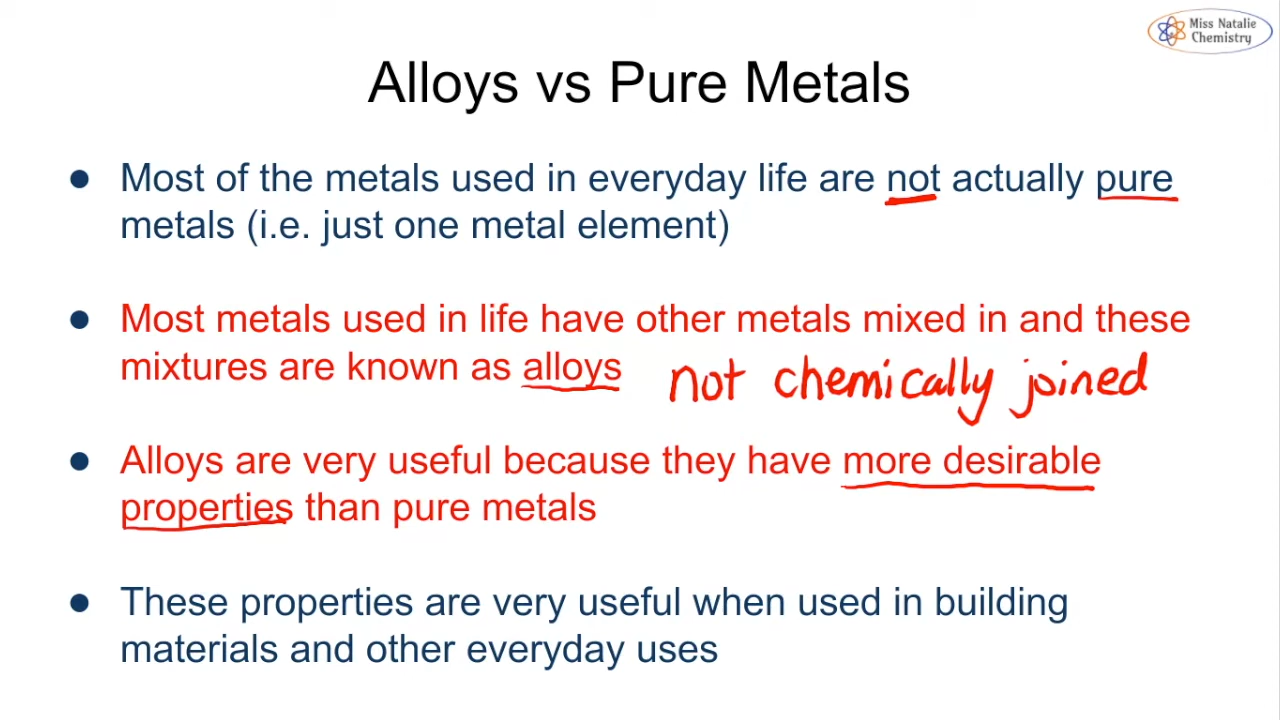 Miss Natalie
Chemistry
Alloys vs Pure Metals
● Most of the metals used in everyday life are not actually pure
metals (i.e. just one metal element)
● Most metals used in life have other metals mixed in and these
mixtures are known as alloys not chemically joined
● Alloys are very useful because they have more desirable
properties than pure metals
● These properties are very useful when used in building
materials and other everyday uses